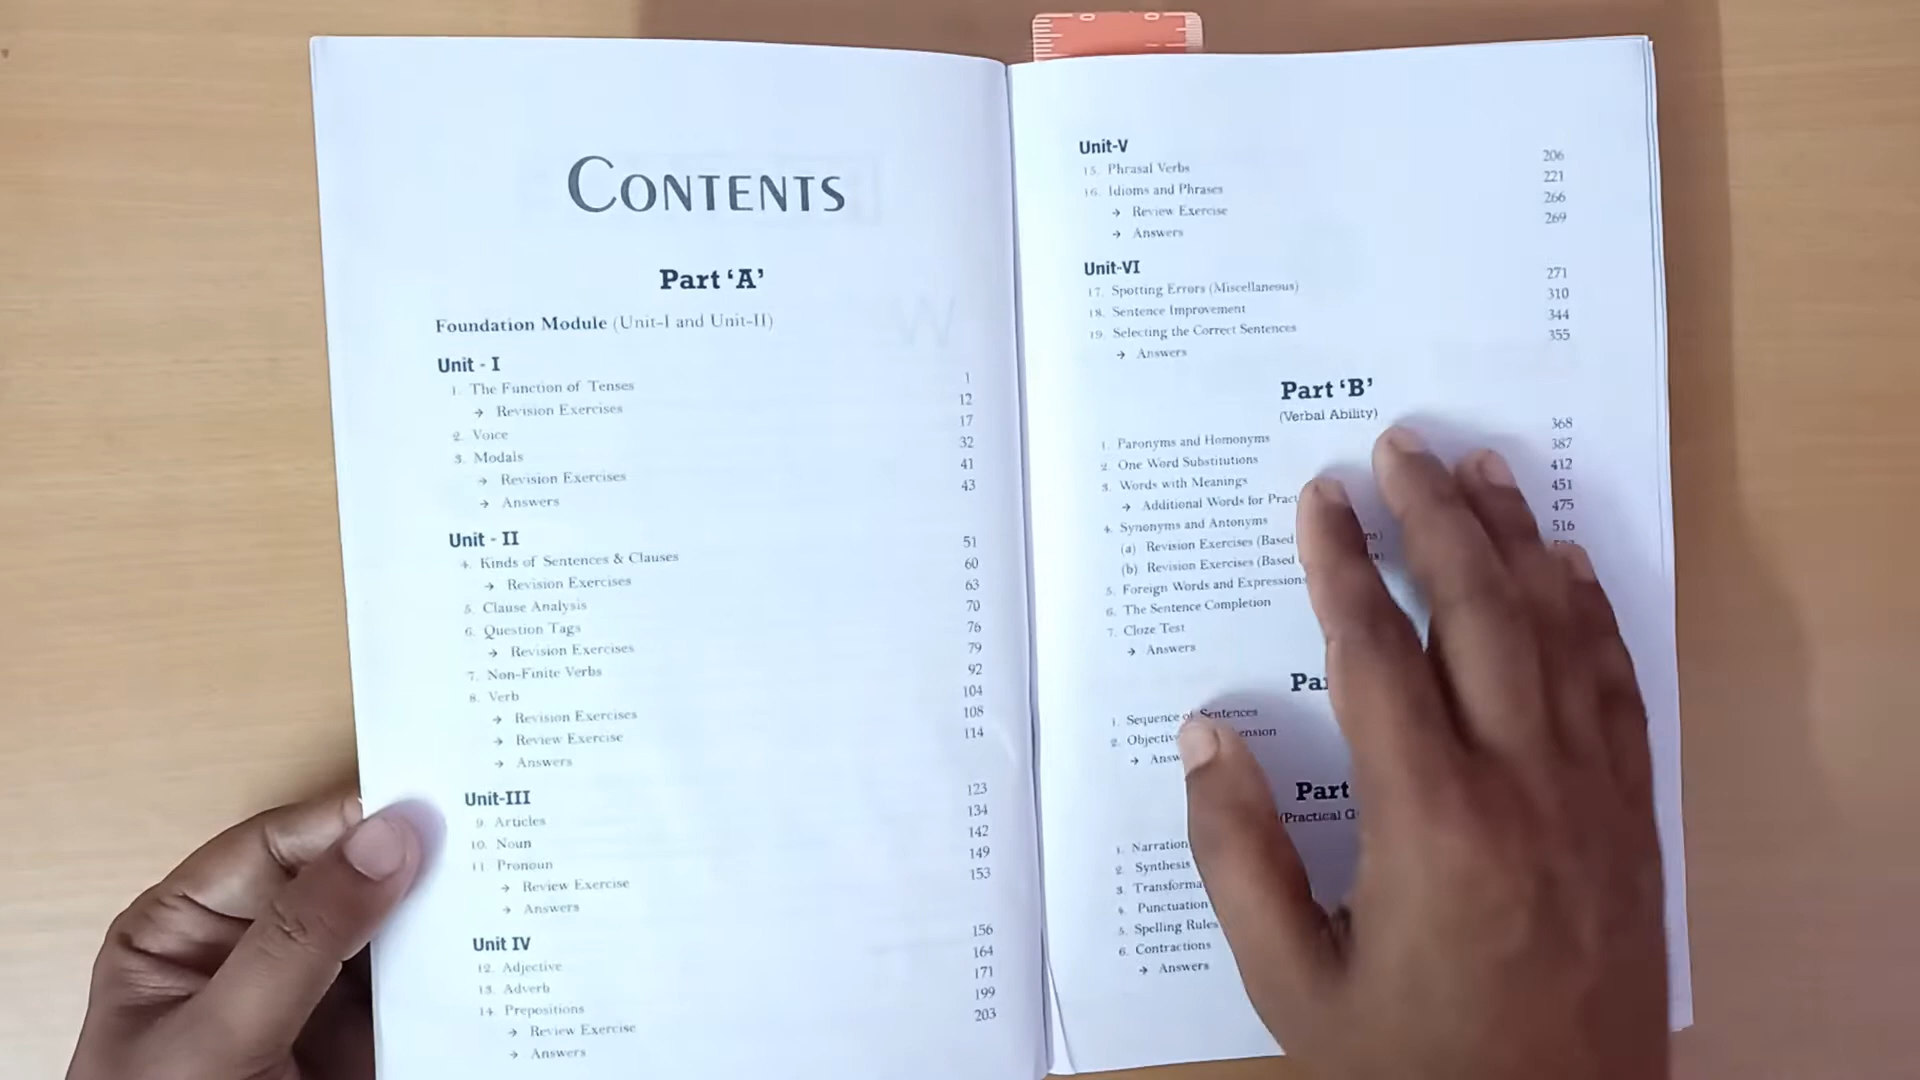 CONTENTS
Part ‘A’
Foundation Module (Unit-I and Unit-II)
Unit - I
1. The Function of Tenses 1
→ Revision Exercises 12
2. Voice 17
3. Modals 32
→ Revision Exercises 41
→ Answers 43
Unit - II
4. Kinds of Sentences & Clauses 51
→ Revision Exercises 60
5. Clause Analysis 63
6. Question Tags 70
→ Revision Exercises 76
7. Non-Finite Verbs 79
8. Verb 92
→ Revision Exercises 104
→ Review Exercise 108
→ Answers 114
Unit-III
9. Articles 123
10. Noun 134
11. Pronoun 142
→ Review Exercise 149
→ Answers 153
Unit IV
12. Adjective 156
13. Adverb 164
14. Prepositions 171
→ Review Exercise 199
→ Answers 203
Unit-V
15. Phrasal Verbs 206
16. Idioms and Phrases 221
→ Review Exercise 266
→ Answers 269
Unit-VI
17. Spotting Errors (Miscellaneous) 271
18. Sentence Improvement 310
19. Selecting the Correct Sentences 344
→ Answers 355
Part ‘B’
(Verbal Ability)
1. Paronyms and Homonyms 368
2. One Word Substitutions 387
3. Words with Meanings 412
→ Additional Words for 451
4. Synonyms and Antonyms 475
(a) Revision Exercises (Based 516
(b) Revision Exercises (Based
5. Foreign Words and Expressions
6. The Sentence Completion
7. Cloze Test
→ Answers
1. Sequence of Sentences
2.
Part
(Practical
1. Narration
2. Synthesis
3.
4. Punctuation
5. Spelling Rules
6. Contractions
→ Answers